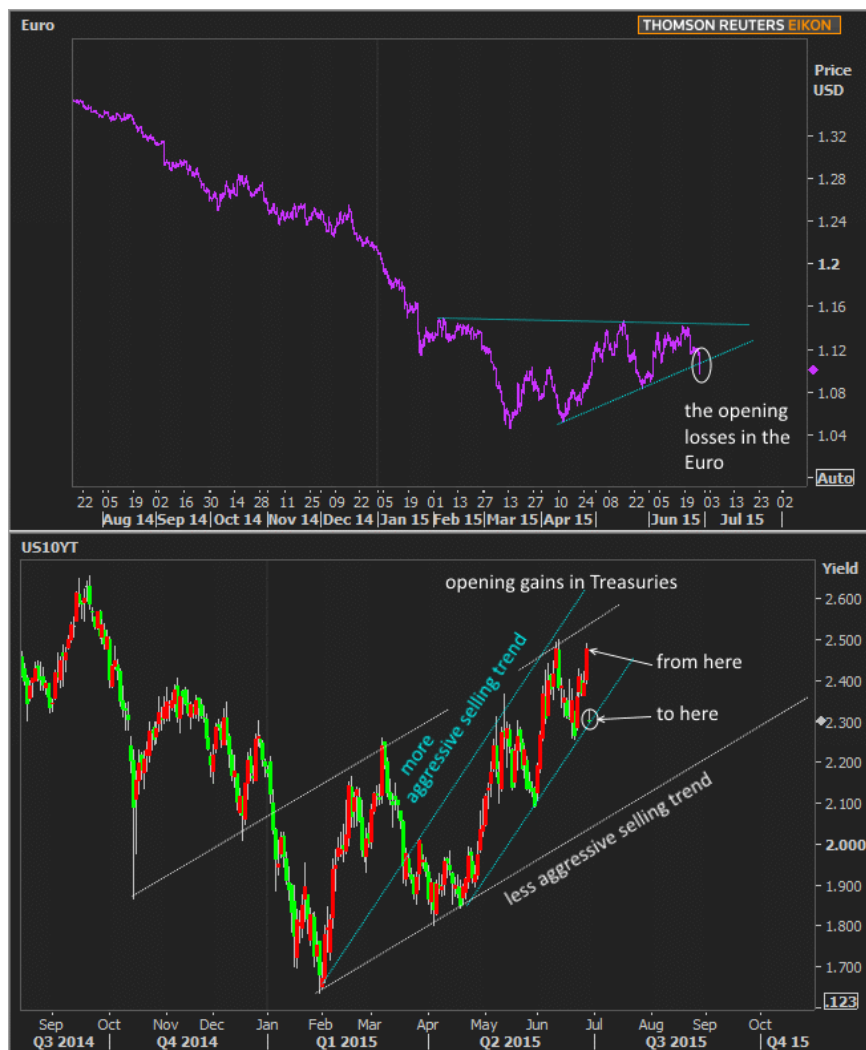 Euro
THOMSON REUTERS EIKON
Price
USD
1.32
1.28
1.24
1.2
1.16
1.12
1.08
1.04
the opening
losses in the
Euro
Auto
22 05 19 02 16 30 14 28 11 25 09 22 05 19 01 13 27 13 27 10 24 08 22 05 19 03 13 23 02
Aug 14 Sep 14 Oct 14 Nov 14 Dec 14 Jan 15 Feb 15 Mar 15 Apr 15 Jun 15 Jul 15
US10YT
Yield
opening gains in Treasuries
2.600
2.500
from here
2.400
to here
2.300
more
aggressive selling trend
2.200
2.100
2.000
less aggressive selling trend
1.900
1.800
1.700
.123
Sep Oct Nov Dec Jan Feb Mar Apr May Jun Jul Aug Sep Oct
Q3 2014 Q4 2014 Q1 2015 Q2 2015 Q3 2015 Q4 15